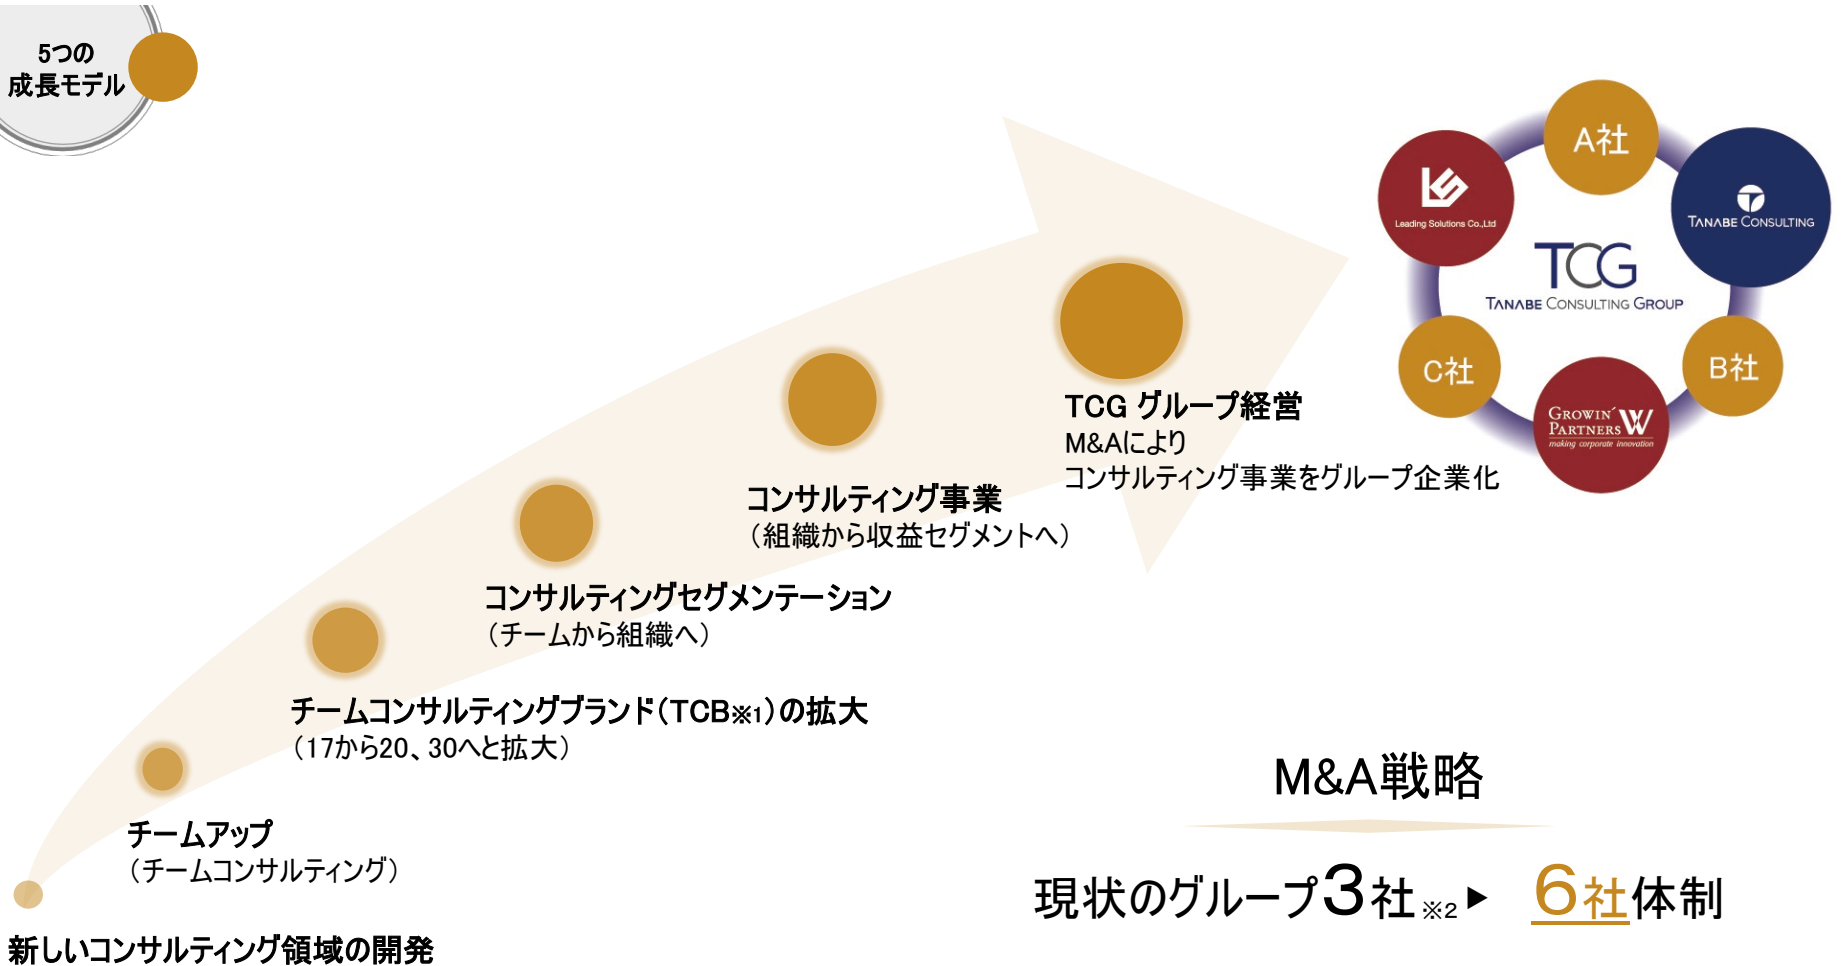 5つの
成長モデル
A社
Leading Solutions Co.,Ltd
TANABE CONSULTING
TCG
TANABE CONSULTING GROUP
C社
B社
GROWIN'
PARTNERS W
making corporate innovation
TCG グループ経営
M&Aにより
コンサルティング事業をグループ企業化
コンサルティング事業
（組織から収益セグメントへ）
コンサルティングセグメンテーション
（チームから組織へ）
チームコンサルティングブランド（TCB※1）の拡大
（17から20、30へと拡大）
チームアップ
（チームコンサルティング）
新しいコンサルティング領域の開発
M&A戦略
現状のグループ3社※2▶ 6社体制